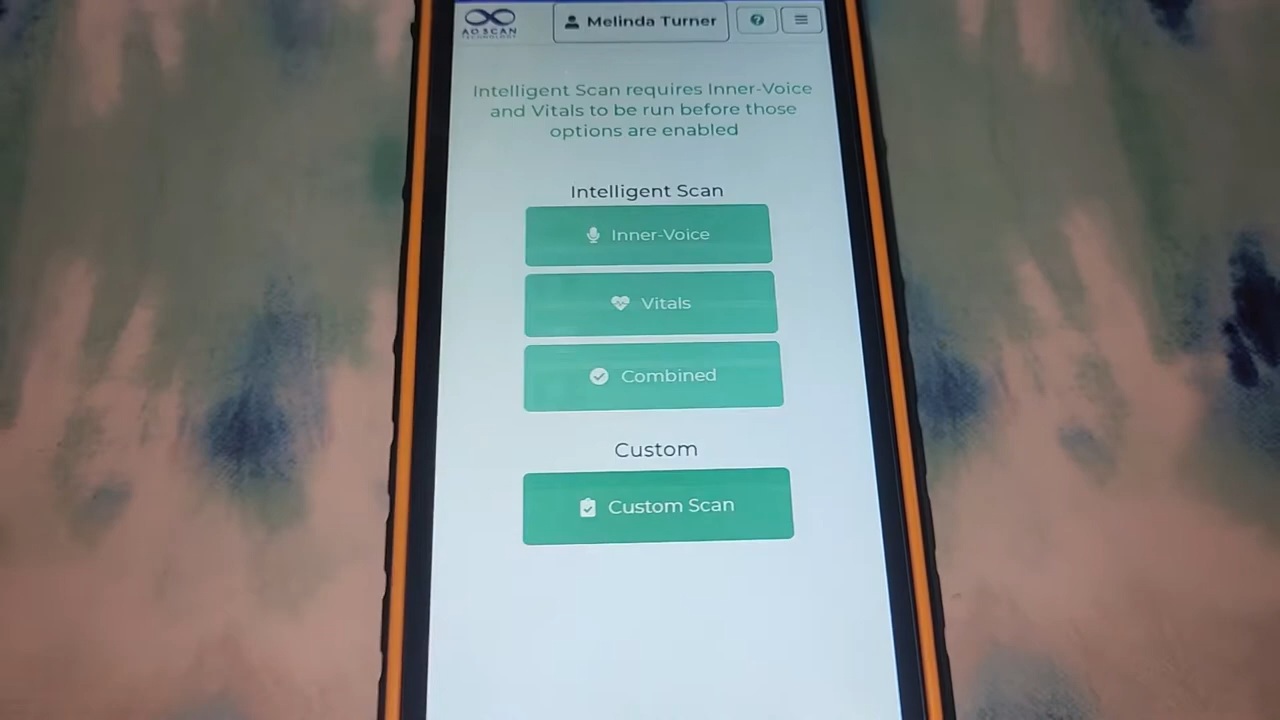 AO SCAN
TECHNOLOGY
Melinda Turner
Intelligent Scan requires Inner-Voice
and Vitals to be run before those
options are enabled
Intelligent Scan
Inner-Voice
Vitals
Combined
Custom
Custom Scan